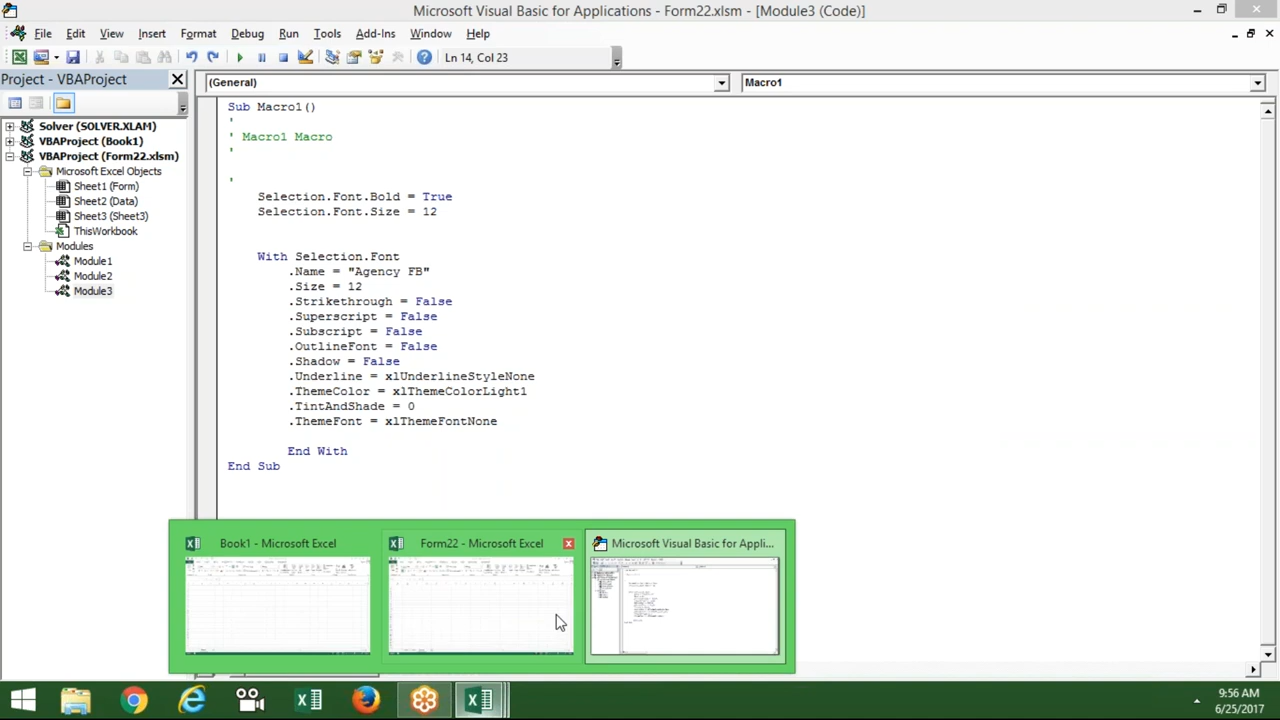 Microsoft Visual Basic for Applications - Form22.xlsm - [Module3 (Code)]
File Edit View Insert Format Debug Run Tools Add-Ins Window Help
Ln 14, Col 23
Project - VBAProject
(General)
Macro1
Solver (SOLVER.XLAM)
VBAProject (Book1)
VBAProject (Form22.xlsm)
Microsoft Excel Objects
Sheet1 (Form)
Sheet2 (Data)
Sheet3 (Sheet3)
ThisWorkbook
Modules
Module1
Module2
Module3
Sub Macro1()
'
' Macro1 Macro
'
'
Selection.Font.Bold = True
Selection.Font.Size = 12
With Selection.Font
.Name = "Agency FB"
.Size = 12
.Strikethrough = False
.Superscript = False
.Subscript = False
.OutlineFont = False
.Shadow = False
.Underline = xlUnderlineStyleNone
.ThemeColor = xlThemeColorLight1
.TintAndShade = 0
.ThemeFont = xlThemeFontNone
End With
End Sub
Book1 - Microsoft Excel
Form22 - Microsoft Excel
Microsoft Visual Basic for Appli...
9:56 AM
6/25/2017